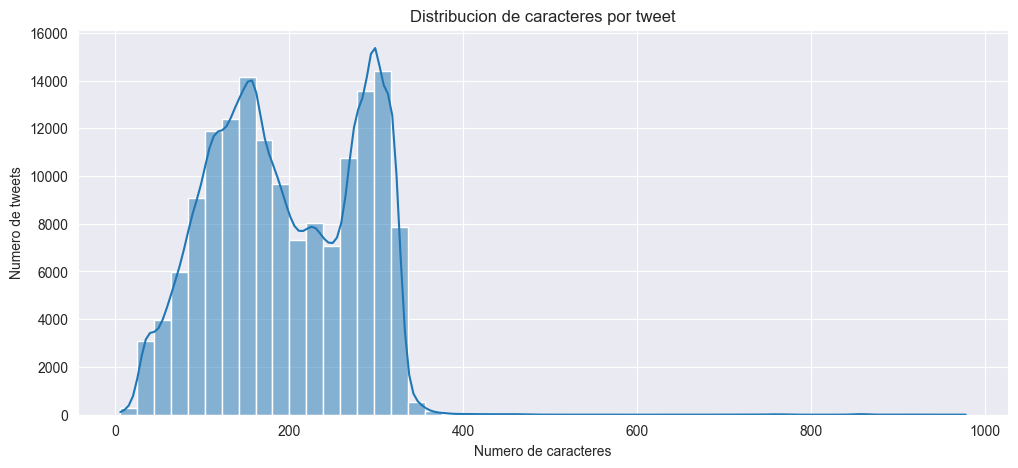 Distribucion de caracteres por tweet
Numero de tweets
16000
14000
12000
10000
8000
6000
4000
2000
0
0 200 400 600 800 1000
Numero de caracteres